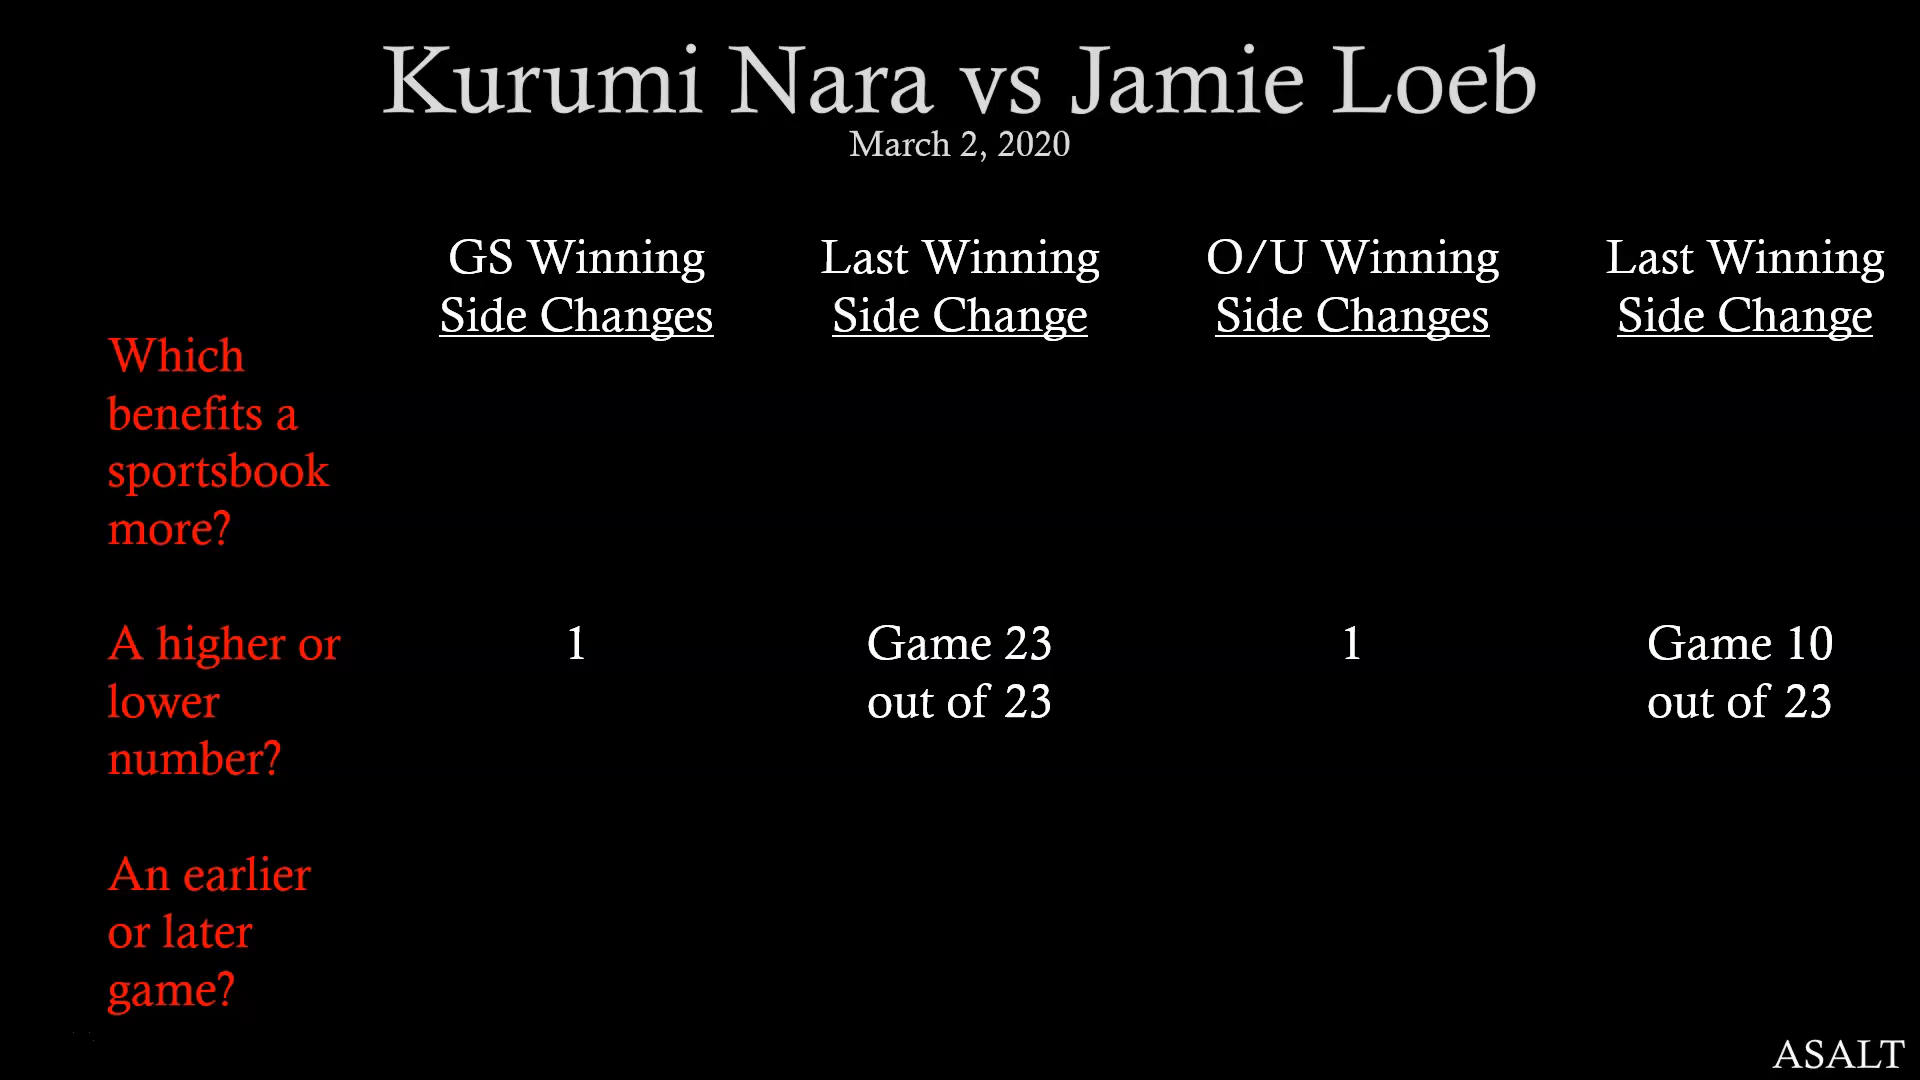 Kurumi Nara vs Jamie Loeb
March 2, 2020
GS Winning
Side Changes
Last Winning
Side Change
O/U Winning
Side Changes
Last Winning
Side Change
Which
benefits a
sportsbook
more?
A higher or
lower
number?
1
Game 23
out of 23
1
Game 10
out of 23
An earlier
or later
game?
ASALT